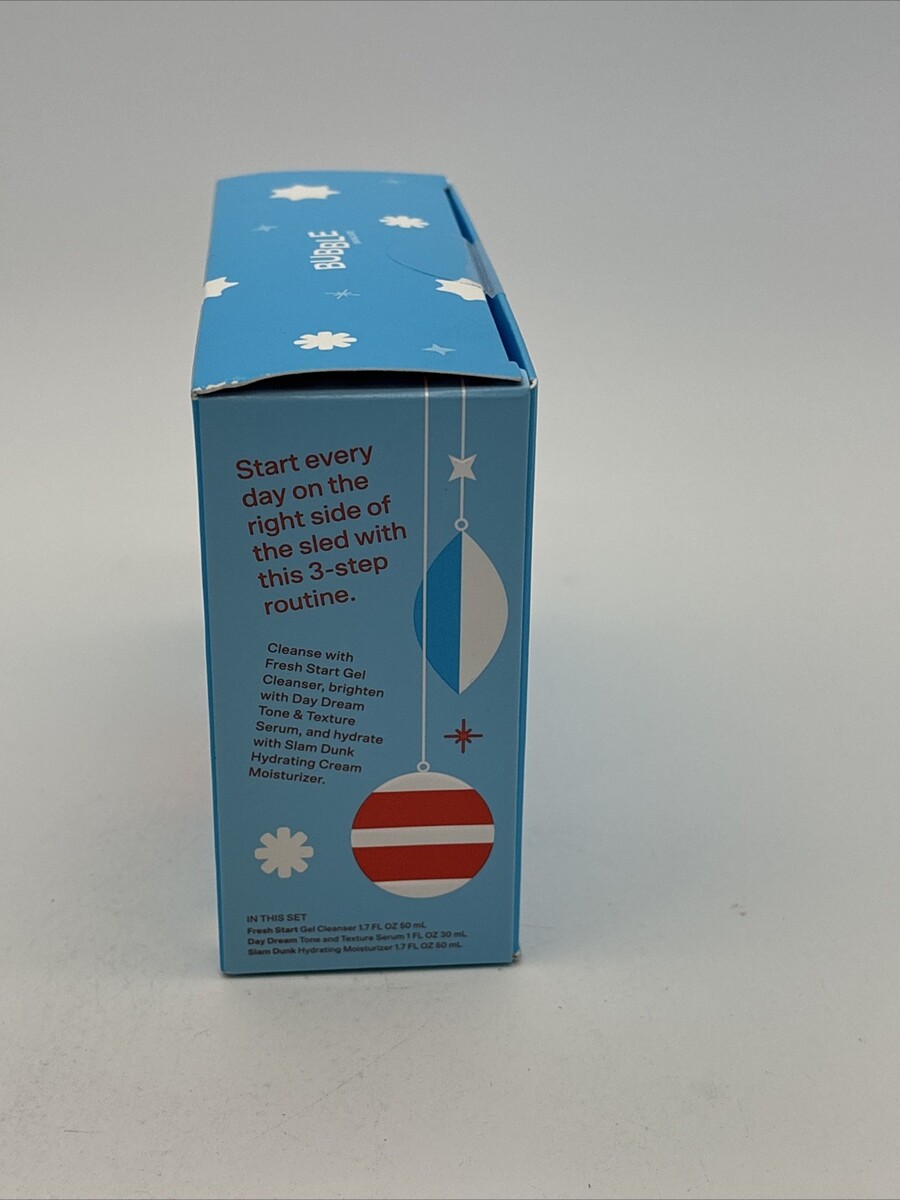 BUBBLE
Start every
day on the
right side of
the sled with
this 3-step
routine.
Cleanse with
Fresh Start Gel
Cleanser, brighten
with Day Dream
Tone & Texture
Serum, and hydrate
with Slam Dunk
Hydrating Cream
Moisturizer.
IN THIS SET
Fresh Start Gel Cleanser 1.7 FL OZ 50 mL
Day Dream Tone and Texture Serum 1 FL OZ 30 mL
Slam Dunk Hydrating Moisturizer 1.7 FL OZ 50 mL